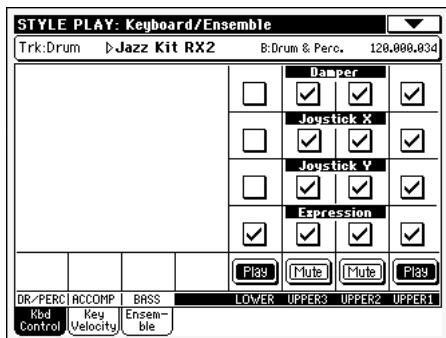 STYLE PLAY: Keyboard/Ensemble
Trk:Drum Jazz Kit RX2 B:Drum & Perc. 120.000.034
Damper
Joystick X
Joystick Y
Expression
Play Mute Mute Play
DR/PERC ACCOMP BASS LOWER UPPER3 UPPER2 UPPER1
Kbd Control Key Velocity Ensem-ble